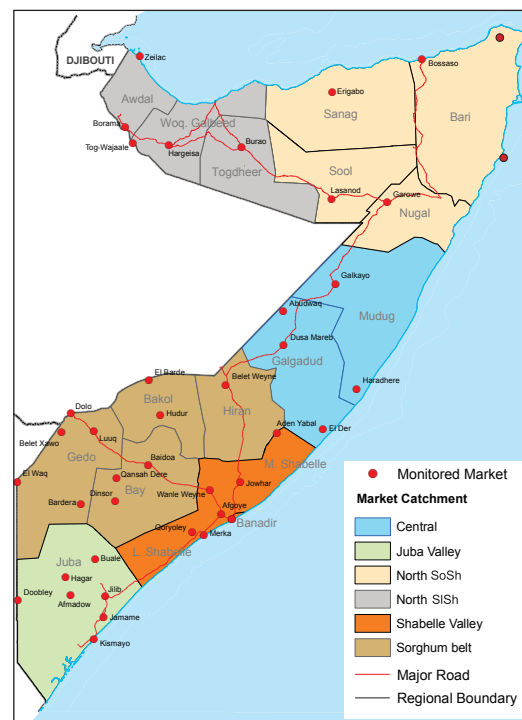 DJIBOUTI
Zeilac
Bossaso
Awdal
Erigabo
Sanag
Borama
Woq. Galbeed
Bari
Tog-Wajaale
Hargeisa
Burao
Togdheer
Sool
Lasanod
Garowe
Nugal
Galkayo
Abudwaq
Mudug
Dusa Mareb
Galgadud
El Barde
Belet Weyne
Haradhere
Bakol
Dolo
Hudur
Hiran
Aden Yabal
El Der
Belet Xawo
Luuq
Gedo
Baidoa
M. Shabelle
El Waq
Qansah Dere
Dinsor
Bay
Wanle Weyne
Jowhar
Bardera
Afgoye
Banadir
Qoryoley
Merka
L. Shabelle
Juba
Buale
Hagar
Doobley
Afmadow
Jilib
Jamame
Kismayo
Monitored Market
Market Catchment
Central
Juba Valley
North SoSh
North SlSh
Shabelle Valley
Sorghum belt
Major Road
Regional Boundary